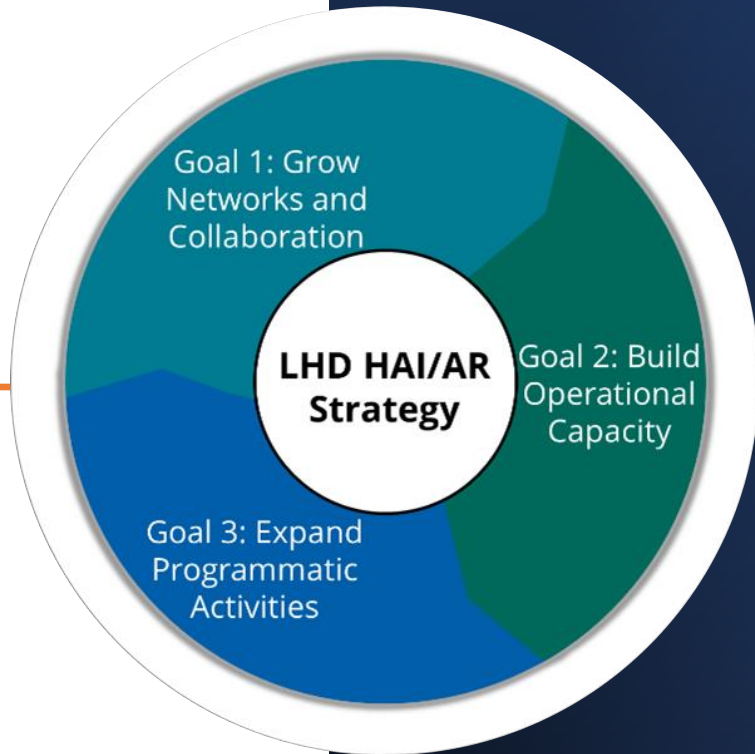 Goal 1: Grow
Networks and
Collaboration
LHD HAI/AR
Strategy
Goal 2: Build
Operational
Capacity
Goal 3: Expand
Programmatic
Activities